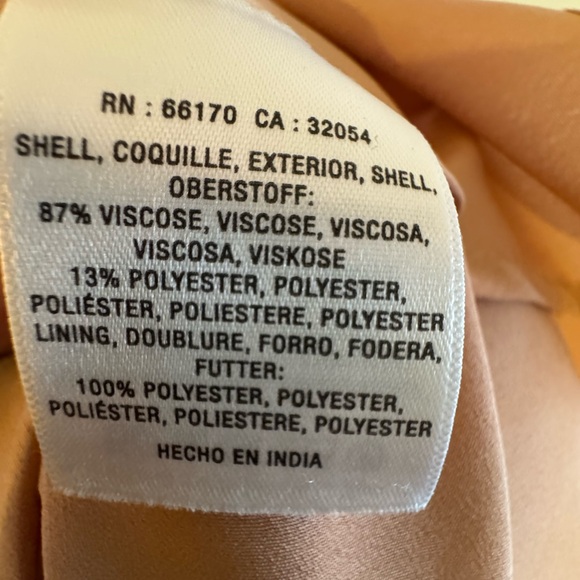 RN : 66170 CA : 32054
SHELL, COQUILLE, EXTERIOR, SHELL,
OBERSTOFF:
87% VISCOSE, VISCOSE, VISCOSA,
VISCOSA, VISKOSE
13% POLYESTER, POLYESTER,
POLIÉSTER, POLIESTERE, POLYESTER
LINING, DOUBLURE, FORRO, FODERA,
FUTTER:
100% POLYESTER, POLYESTER,
POLIÉSTER, POLIESTERE, POLYESTER
HECHO EN INDIA